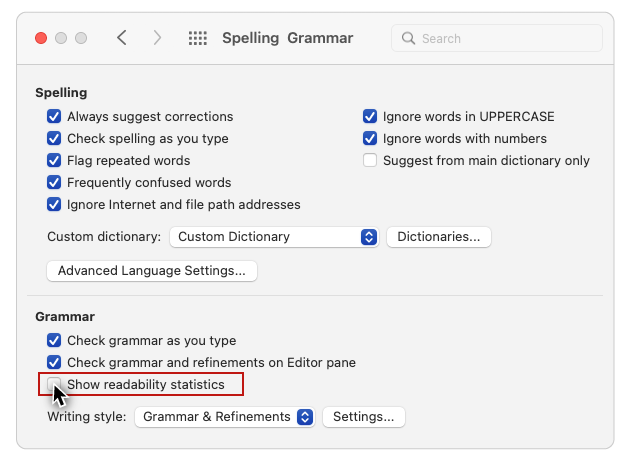 Spelling Grammar
Search
Spelling
Always suggest corrections
Check spelling as you type
Flag repeated words
Frequently confused words
Ignore Internet and file path addresses
Ignore words in UPPERCASE
Ignore words with numbers
Suggest from main dictionary only
Custom dictionary: Custom Dictionary Dictionaries...
Advanced Language Settings...
Grammar
Check grammar as you type
Check grammar and refinements on Editor pane
Show readability statistics
Writing style: Grammar & Refinements Settings...